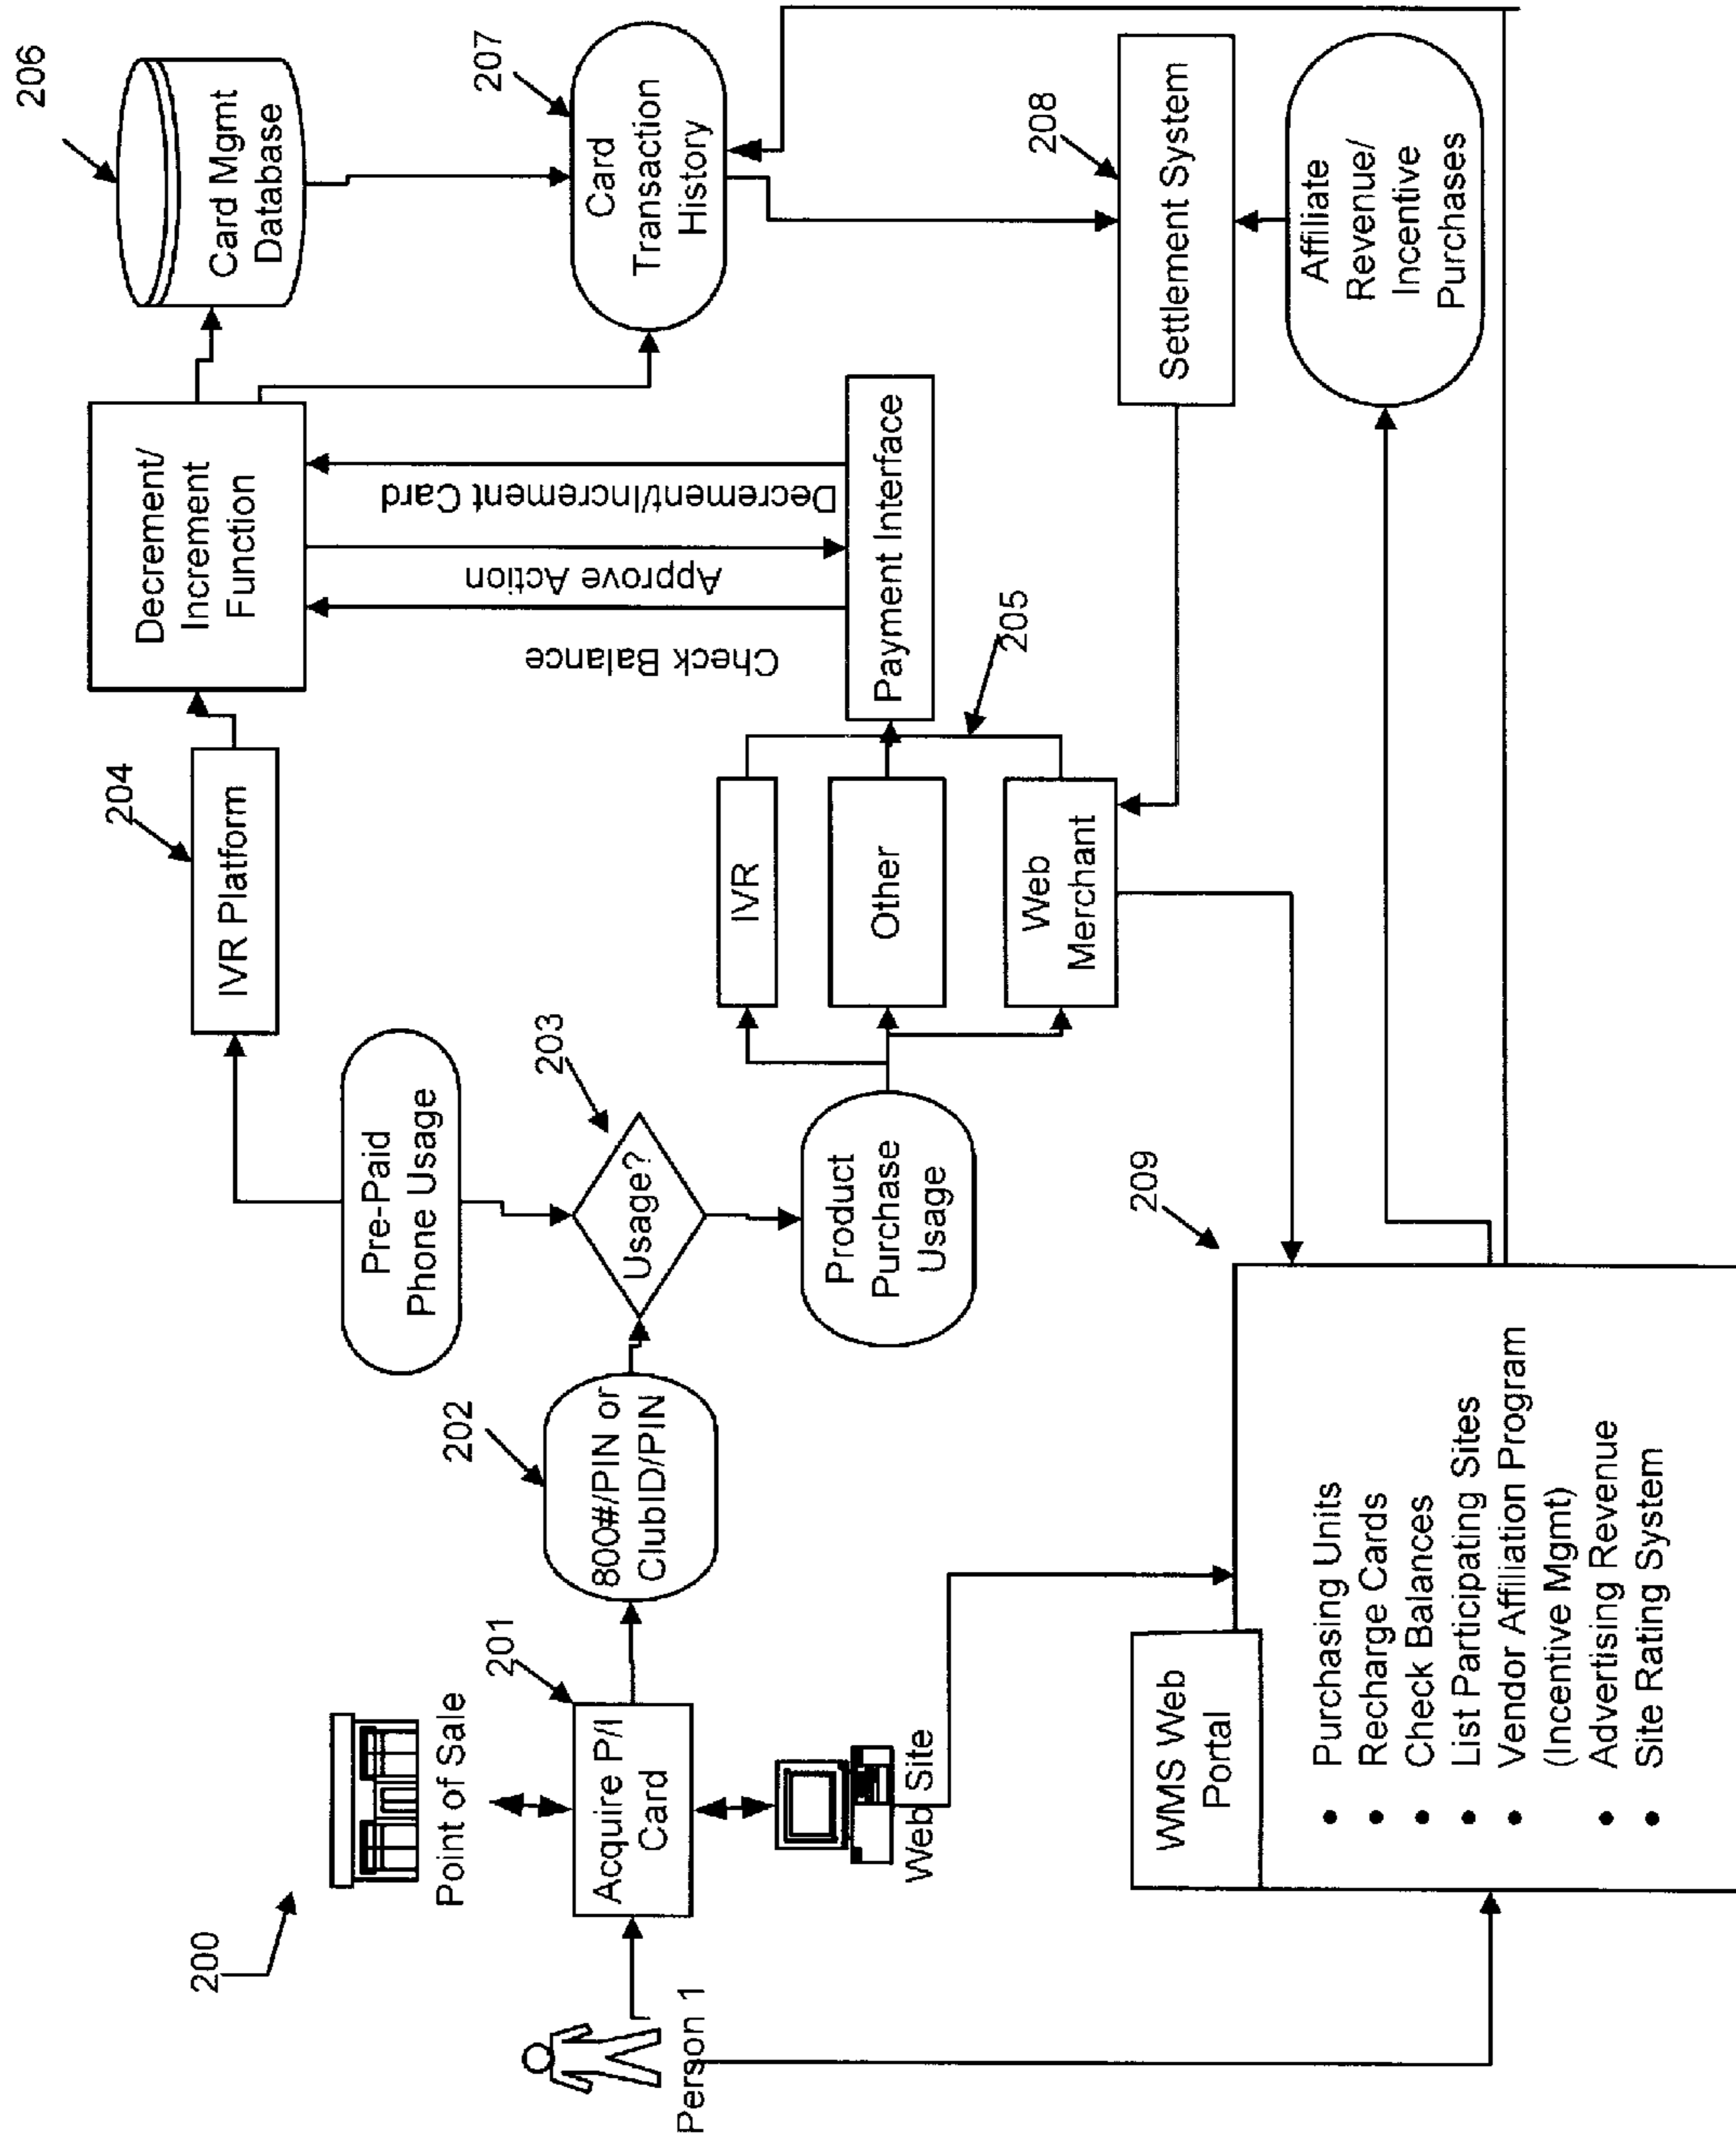 200
Point of Sale
Person 1
201
Acquire P/I
Card
Web Site
202
800#/PIN or
ClubID/PIN
Pre-Paid
Phone Usage
203
Usage?
Product
Purchase
Usage
204
IVR Platform
IVR
Other
Web
Merchant
205
Decrement/
Increment
Function
Check Balance
Approve Action
Decrement/Increment Card
Payment Interface
206
Card Mgmt
Database
207
Card
Transaction
History
208
Settlement System
Affiliate
Revenue/
Incentive
Purchases
209
WMS Web
Portal
• Purchasing Units
• Recharge Cards
• Check Balances
• List Participating Sites
• Vendor Affiliation Program
(Incentive Mgmt)
• Advertising Revenue
• Site Rating System